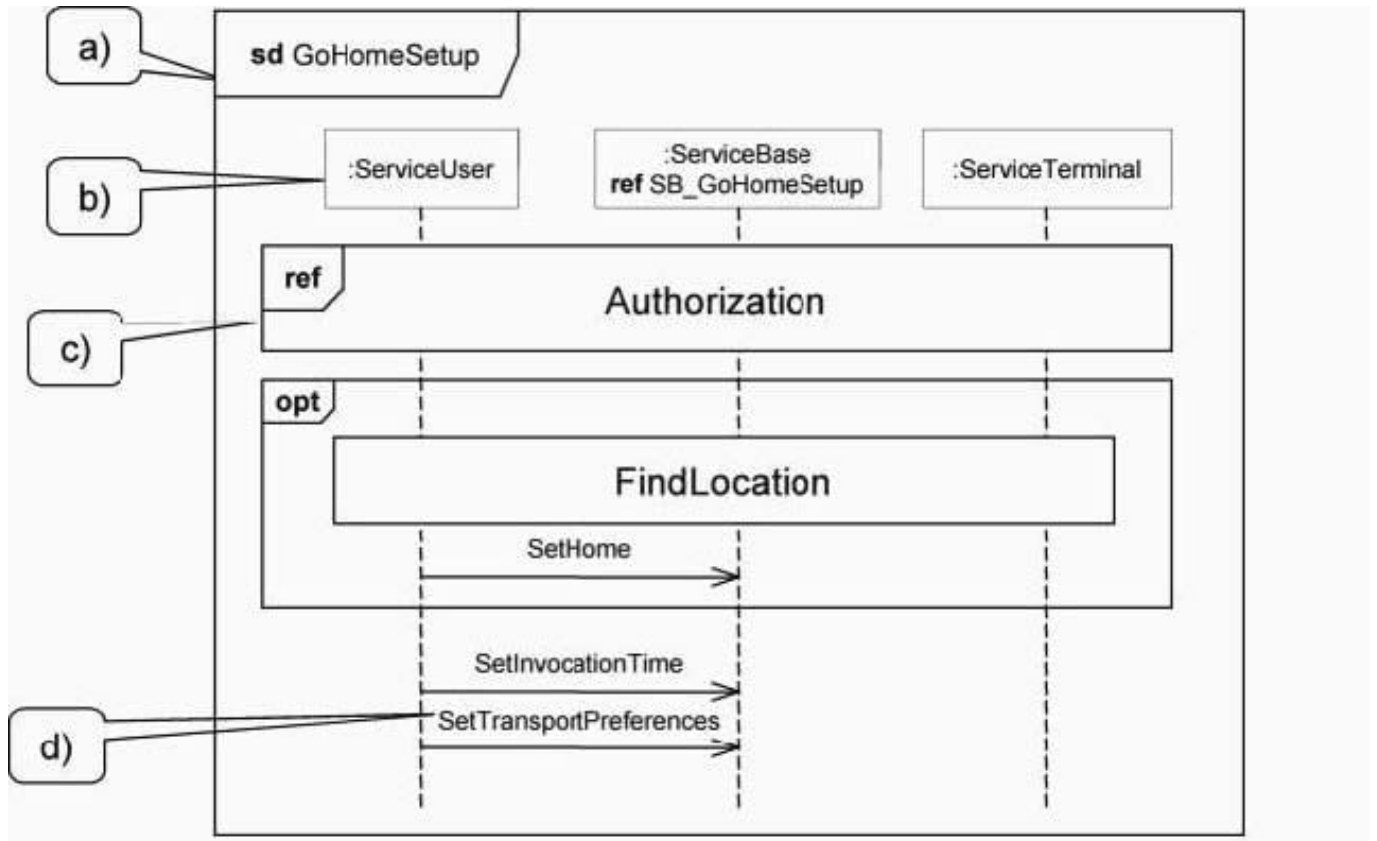 a)
sd GoHomeSetup
b)
:ServiceUser
:ServiceBase
ref SB_GoHomeSetup
:ServiceTerminal
ref
Authorization
c)
opt
FindLocation
SetHome
SetInvocationTime
d)
SetTransportPreferences